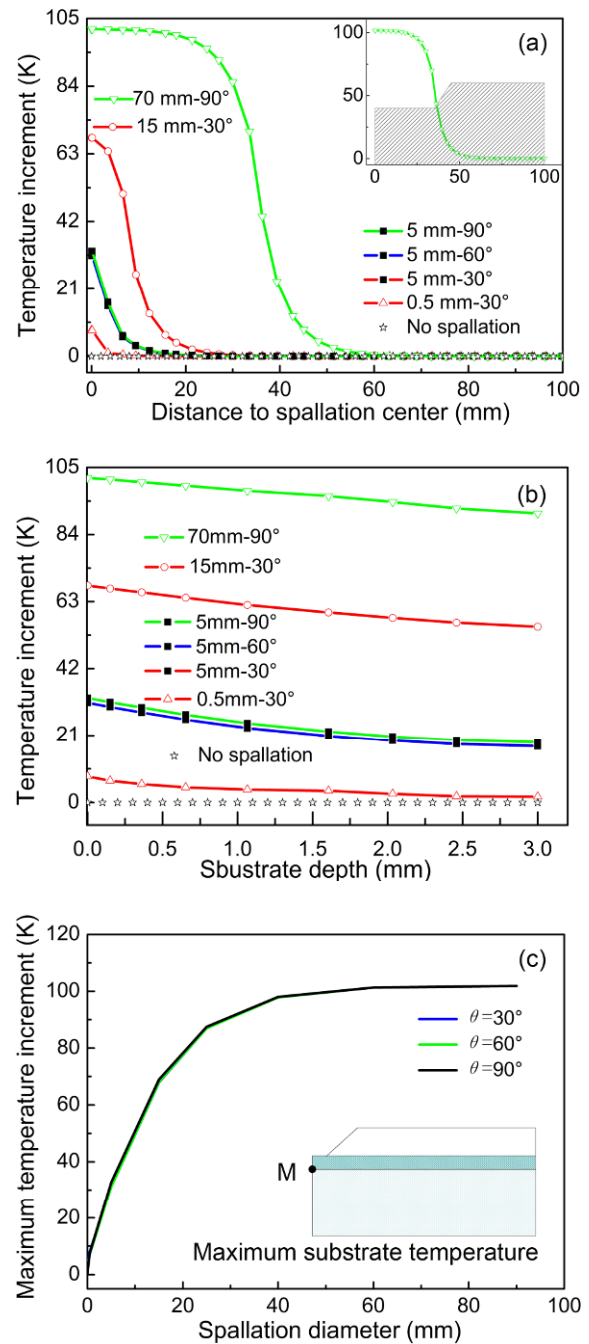 (a)
105
84
63
42
21
0
Temperature increment (K)
70 mm-90°
15 mm-30°
100
50
0
0 50 100
5 mm-90°
5 mm-60°
5 mm-30°
0.5 mm-30°
No spallation
0 20 40 60 80 100
Distance to spallation center (mm)
(b)
105
84
63
42
21
0
Temperature increment (K)
70mm-90°
15mm-30°
5mm-90°
5mm-60°
5mm-30°
0.5mm-30°
No spallation
0.0 0.5 1.0 1.5 2.0 2.5 3.0
Sbustrate depth (mm)
(c)
120
100
80
60
40
20
0
Maximum temperature increment (K)
θ=30°
θ=60°
θ=90°
M
Maximum substrate temperature
0 20 40 60 80 100
Spallation diameter (mm)